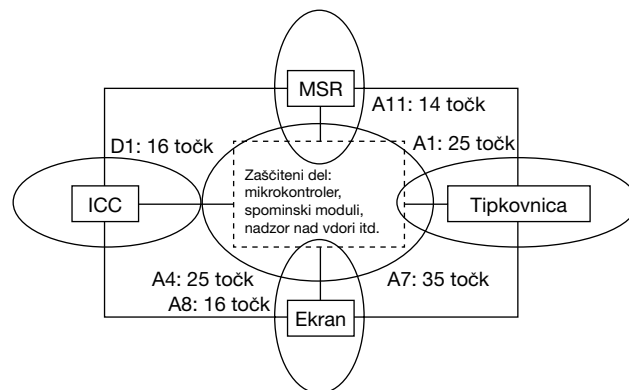 MSR
A11: 14 točk
D1: 16 točk
A1: 25 točk
Zaščiteni del:
mikrokontroler,
spominski moduli,
nadzor nad vdori itd.
ICC
Tipkovnica
A4: 25 točk
A7: 35 točk
A8: 16 točk
Ekran